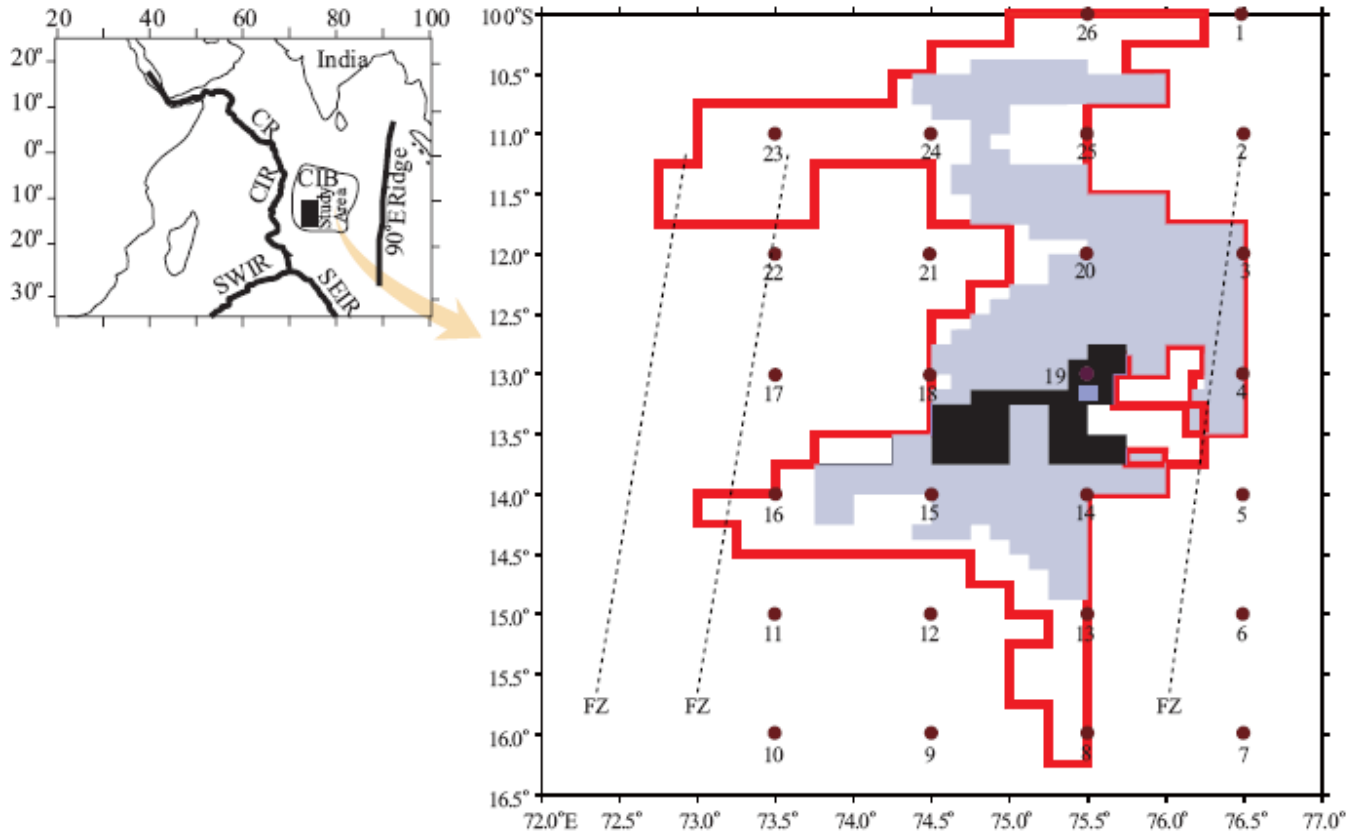 20 40 60 80 100
20°
10°
0°
10°
20°
30°
20 40 60 80 100
India
CR
CIR
CIB
Study
Area
90°E Ridge
SWIR
SEIR
10 0°S
10.5°
11.0°
11.5°
12.0°
12.5°
13.0°
13.5°
14.0°
14.5°
15.0°
15.5°
16.0°
16.5°
26 1
23 24 25 2
22 21 20 3
17 18 19 4
16 15 14 5
11 12 13 6
FZ FZ FZ
10 9 8 7
72.0°E 72.5° 73.0° 73.5° 74.0° 74.5° 75.0° 75.5° 76.0° 76.5° 77.0°